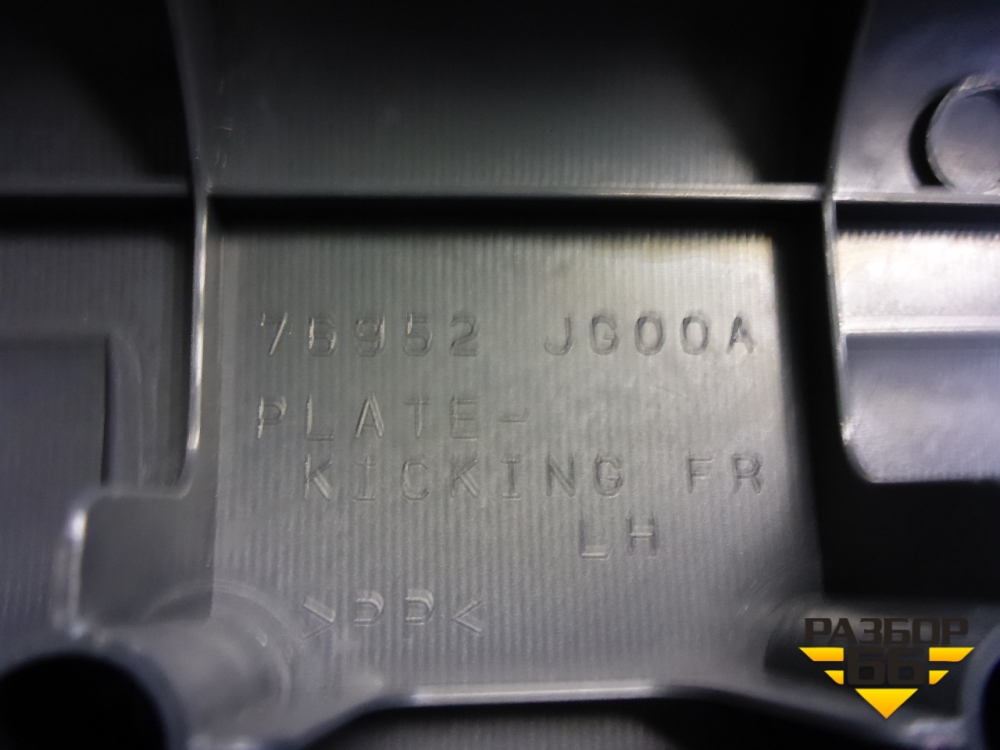 76952 JG00A
PLATE-
KICKING FR
LH
>PP<
РАЗБОР
66